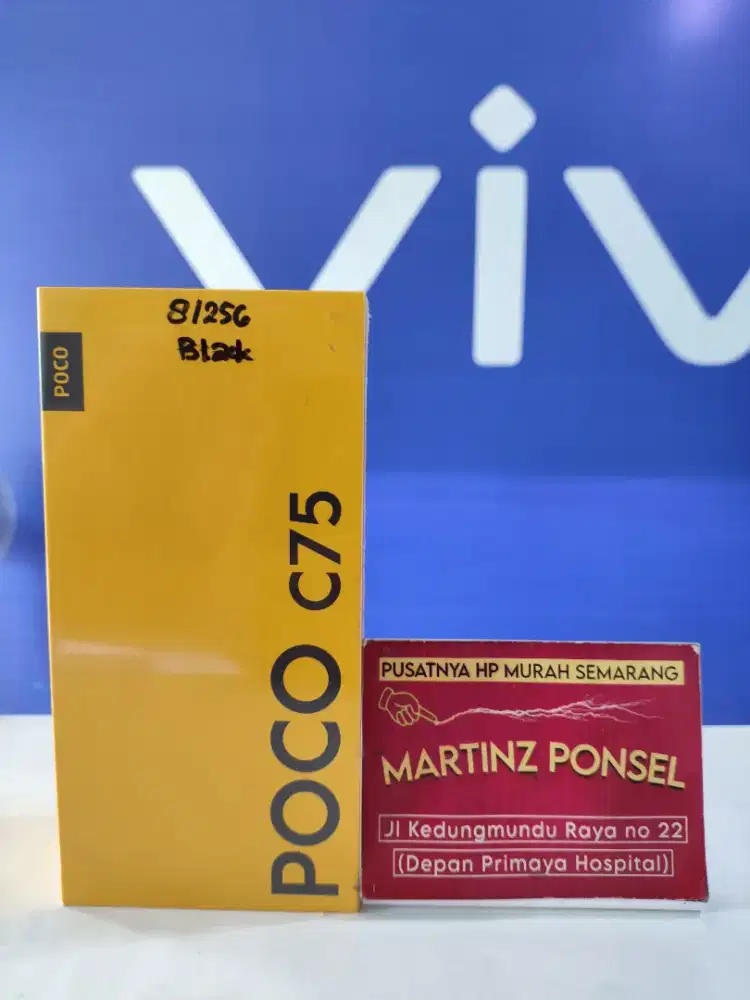 viv
8/256
Black
POCO
POCO C75
PUSATNYA HP MURAH SEMARANG
MARTINZ PONSEL
Jl Kedungmundu Raya no 22
(Depan Primaya Hospital)